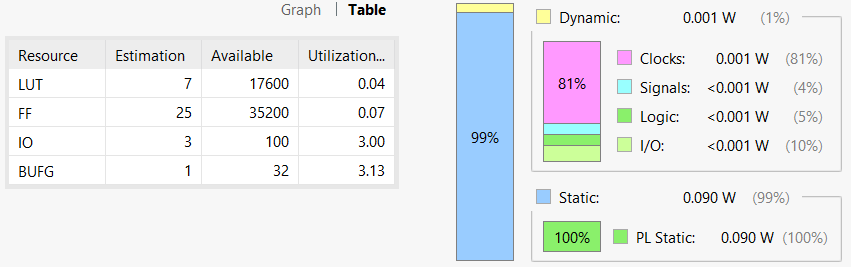 Graph | Table
Resource Estimation Available Utilization...
LUT 7 17600 0.04
FF 25 35200 0.07
IO 3 100 3.00
BUFG 1 32 3.13
99%
Dynamic: 0.001 W (1%)
81%
Clocks: 0.001 W (81%)
Signals: <0.001 W (4%)
Logic: <0.001 W (5%)
I/O: <0.001 W (10%)
Static: 0.090 W (99%)
100%
PL Static: 0.090 W (100%)